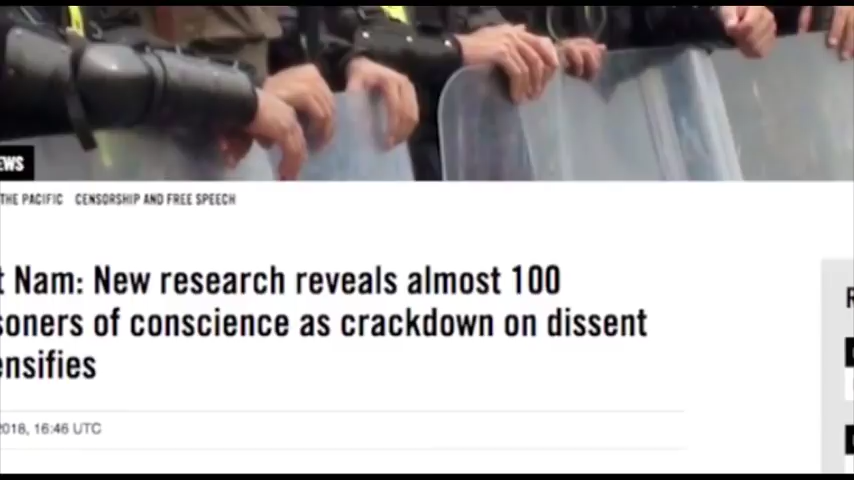 EWS
THE PACIFIC CENSORSHIP AND FREE SPEECH
t Nam: New research reveals almost 100
soners of conscience as crackdown on dissent
ensifies
2018, 16:46 UTC
R